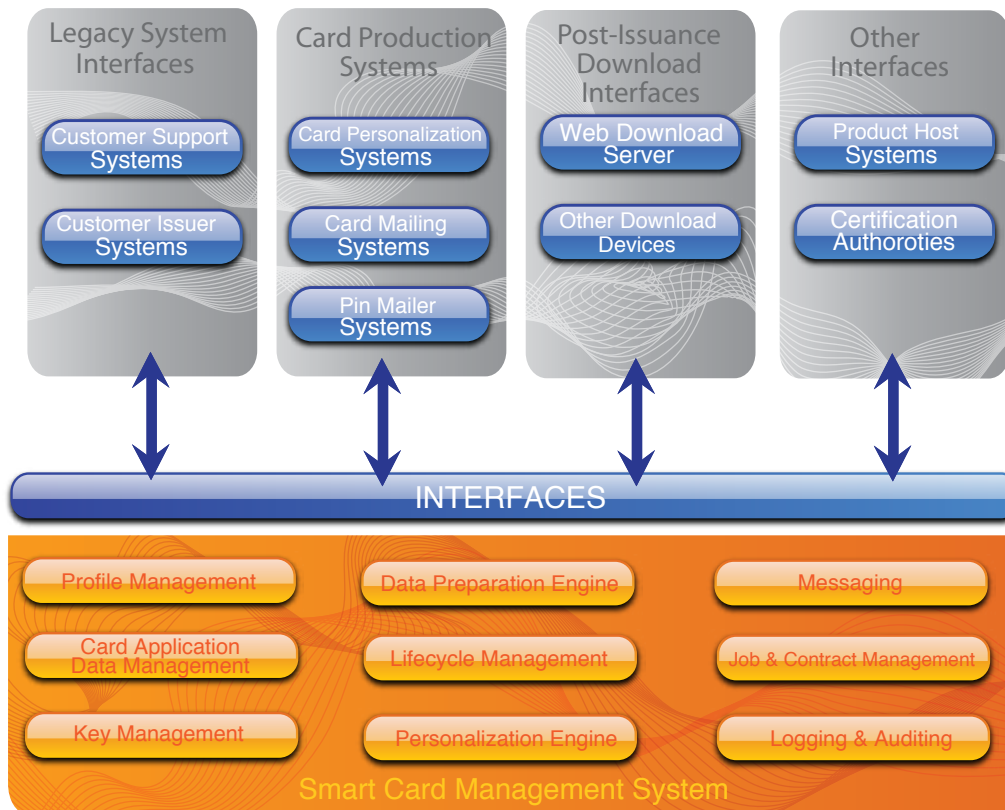 Legacy System
Interfaces
Customer Support
Systems
Customer Issuer
Systems
Card Production
Systems
Card Personalization
Systems
Card Mailing
Systems
Pin Mailer
Systems
Post-Issuance
Download
Interfaces
Web Download
Server
Other Download
Devices
Other
Interfaces
Product Host
Systems
Certification
Authoroties
INTERFACES
Profile Management
Data Preparation Engine
Messaging
Card Application
Data Management
Lifecycle Management
Job & Contract Management
Key Management
Personalization Engine
Logging & Auditing
Smart Card Management System